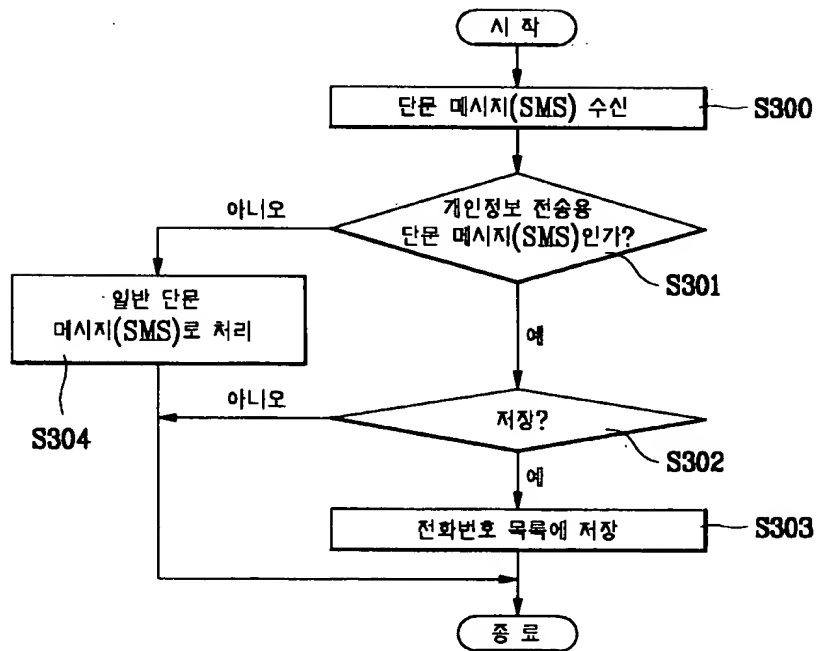 시 작
단문 메시지(SMS) 수신
S300
개인정보 전송용
단문 메시지(SMS)인가?
S301
아니오
일반 단문
메시지(SMS)로 처리
S304
예
아니오
저장?
S302
예
전화번호 목록에 저장
S303
종 료